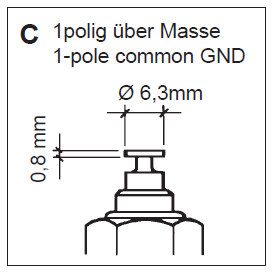 C 1polig über Masse
1-pole common GND
Ø 6,3mm
0,8 mm